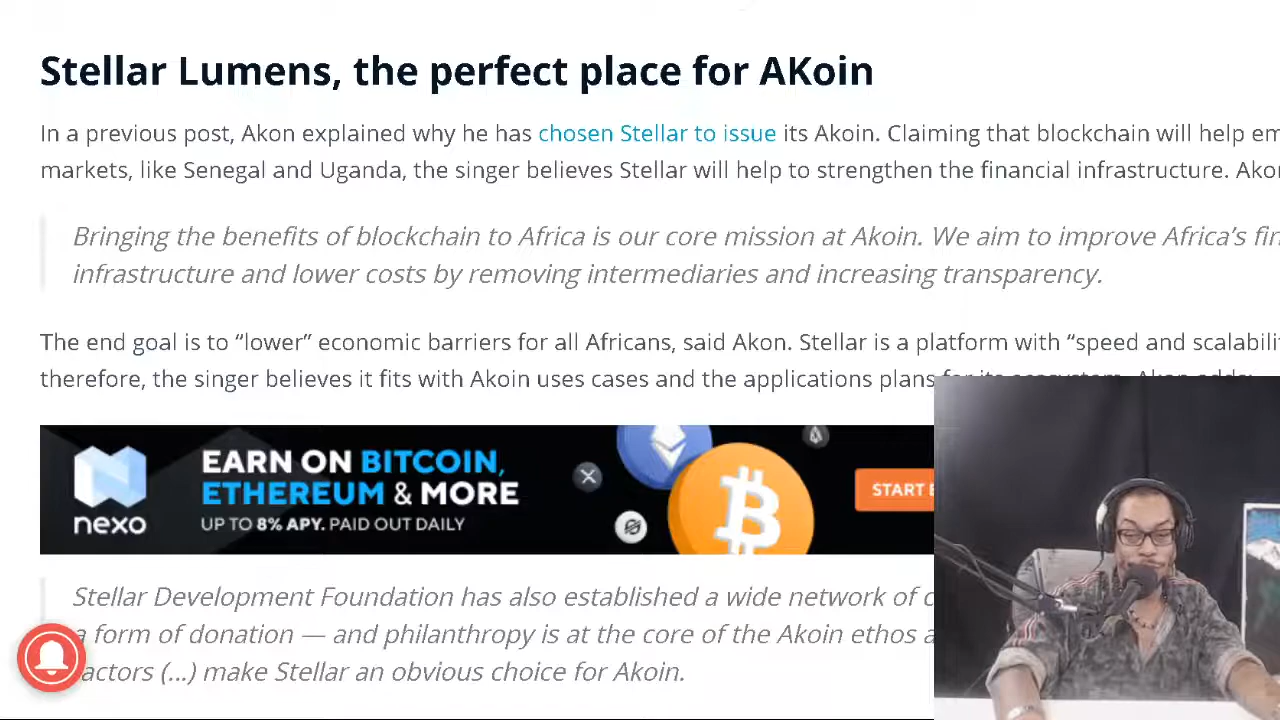 Stellar Lumens, the perfect place for AKoin
In a previous post, Akon explained why he has chosen Stellar to issue its Akoin. Claiming that blockchain will help em
markets, like Senegal and Uganda, the singer believes Stellar will help to strengthen the financial infrastructure. Ako
Bringing the benefits of blockchain to Africa is our core mission at Akoin. We aim to improve Africa's fin
infrastructure and lower costs by removing intermediaries and increasing transparency.
The end goal is to "lower" economic barriers for all Africans, said Akon. Stellar is a platform with "speed and scalabili
therefore, the singer believes it fits with Akoin uses cases and the applications plans for its ecosystem. Akon adds:
nexo
EARN ON BITCOIN,
ETHEREUM & MORE
UP TO 8% APY. PAID OUT DAILY
START
Stellar Development Foundation has also established a wide network of c
a form of donation — and philanthropy is at the core of the Akoin ethos a
actors (...) make Stellar an obvious choice for Akoin.